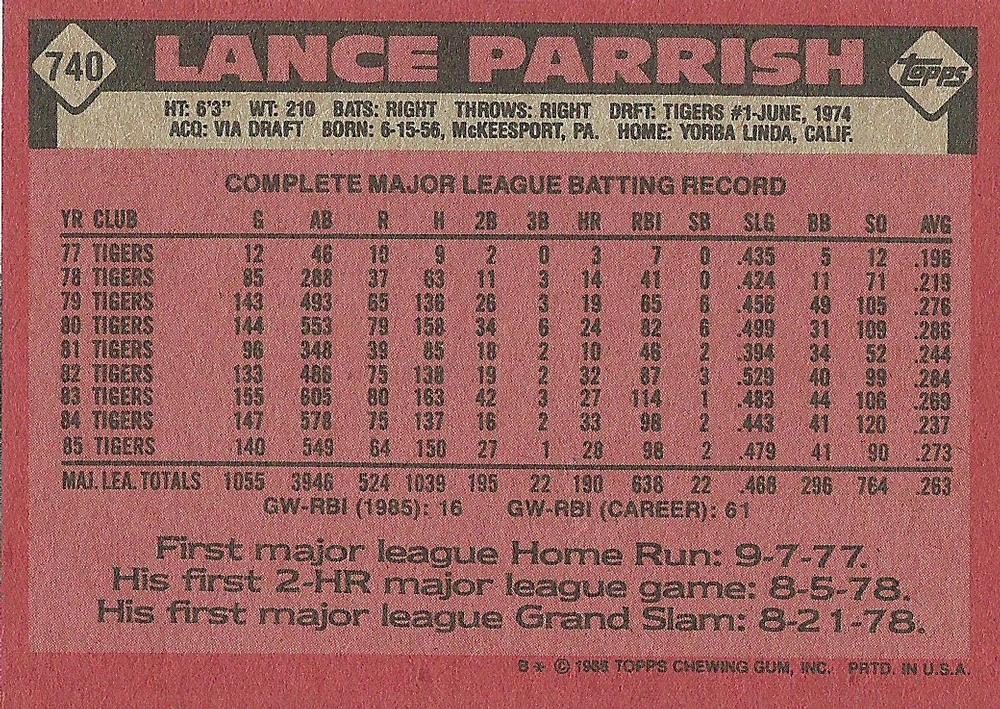 740 LANCE PARRISH topps
HT: 6'3" WT: 210 BATS: RIGHT THROWS: RIGHT DRFT: TIGERS #1-JUNE, 1974
ACQ: VIA DRAFT BORN: 6-15-56, McKEESPORT, PA. HOME: YORBA LINDA, CALIF.
COMPLETE MAJOR LEAGUE BATTING RECORD
YR CLUB G AB R H 2B 3B HR RBI SB SLG BB SO AVG
77 TIGERS 12 46 10 9 2 0 3 7 0 .435 5 12 .196
78 TIGERS 85 288 37 63 11 3 14 41 0 .424 11 71 .219
79 TIGERS 143 493 65 136 26 3 19 65 6 .456 49 105 .276
80 TIGERS 144 553 79 158 34 6 24 82 6 .499 31 109 .286
81 TIGERS 96 348 39 85 18 2 10 46 2 .394 34 52 .244
82 TIGERS 133 486 75 138 19 2 32 87 3 .529 40 99 .284
83 TIGERS 155 605 80 163 42 3 27 114 1 .483 44 106 .269
84 TIGERS 147 578 75 137 16 2 33 98 2 .443 41 120 .237
85 TIGERS 140 549 64 150 27 1 28 98 2 .479 41 90 .273
MAJ. LEA. TOTALS 1055 3946 524 1039 195 22 190 638 22 .468 296 764 .263
GW-RBI (1985): 16 GW-RBI (CAREER): 61
First major league Home Run: 9-7-77.
His first 2-HR major league game: 8-5-78.
His first major league Grand Slam: 8-21-78.
B* © 1986 TOPPS CHEWING GUM, INC. PRTD. IN U.S.A.